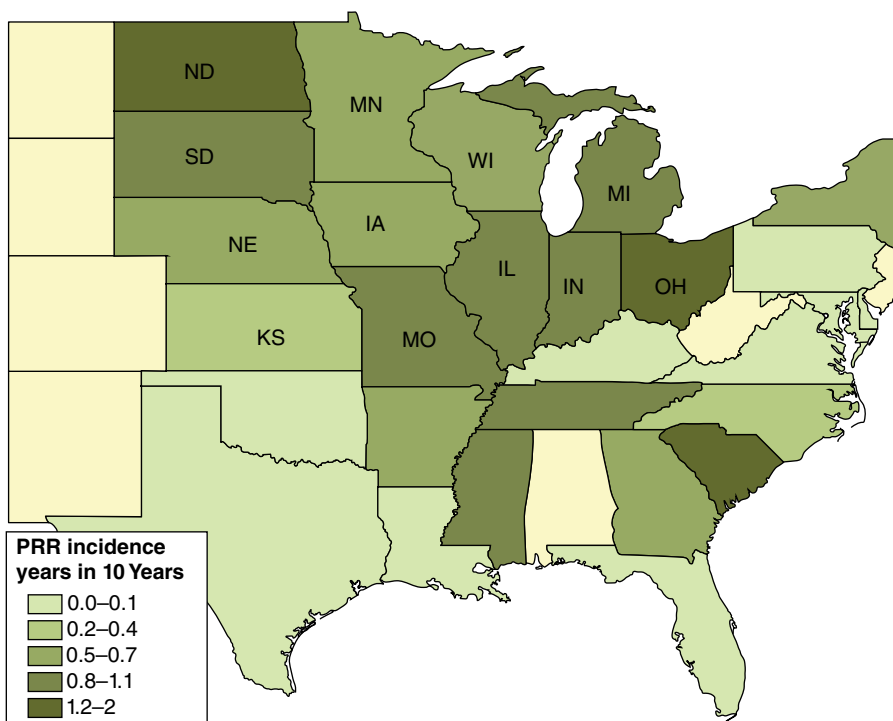 ND
MN
SD
WI
MI
NE
IA
IL
IN
OH
KS
MO
PRR incidence
years in 10 Years
0.0–0.1
0.2–0.4
0.5–0.7
0.8–1.1
1.2–2